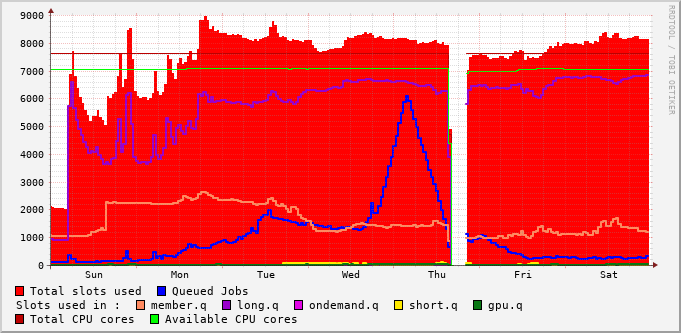 9000
8000
7000
6000
5000
4000
3000
2000
1000
0
Sun Mon Tue Wed Thu Fri Sat
RRDTOOL / TOBI OETIKER
Total slots used Queued Jobs
Slots used in : member.q long.q ondemand.q short.q gpu.q
Total CPU cores Available CPU cores